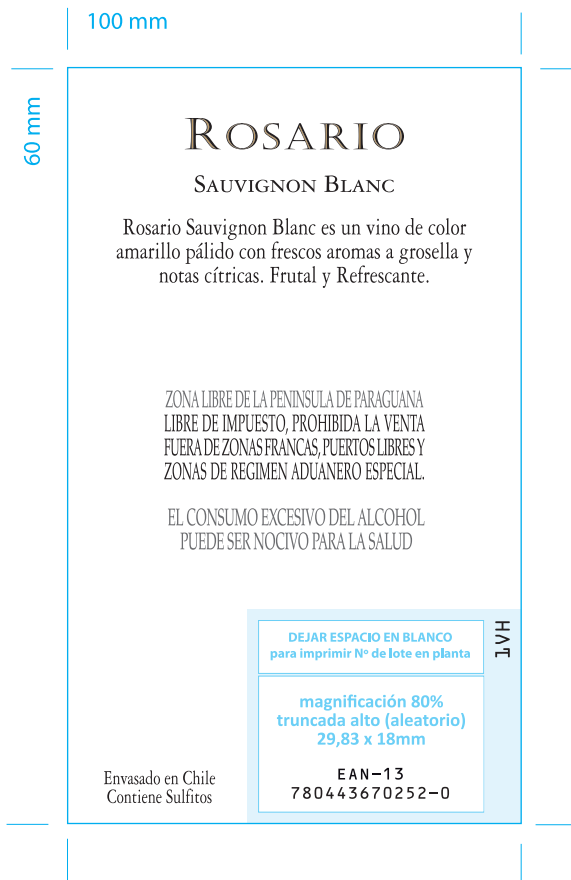 100 mm
60 mm
ROSARIO
SAUVIGNON BLANC
Rosario Sauvignon Blanc es un vino de color
amarillo pálido con frescos aromas a grosella y
notas cítricas. Frutal y Refrescante.
ZONA LIBRE DE LA PENINSULA DE PARAGUANA
LIBRE DE IMPUESTO, PROHIBIDA LA VENTA
FUERA DE ZONAS FRANCAS, PUERTOS LIBRES Y
ZONAS DE REGIMEN ADUANERO ESPECIAL.
EL CONSUMO EXCESIVO DEL ALCOHOL
PUEDE SER NOCIVO PARA LA SALUD
DEJAR ESPACIO EN BLANCO
para imprimir Nº de lote en planta
1VH
magnificación 80%
truncada alto (aleatorio)
29,83 x 18mm
EAN-13
780443670252-0
Envasado en Chile
Contiene Sulfitos